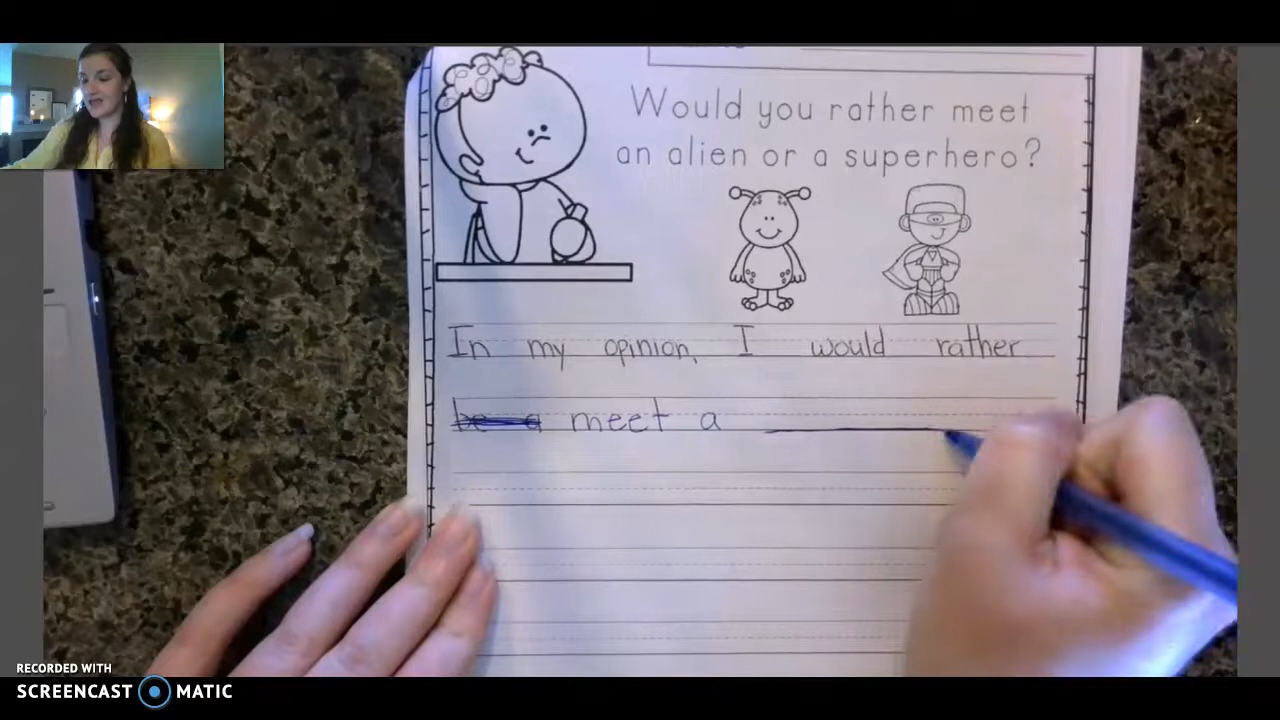 Would you rather meet
an alien or a superhero?
In my opinion, I would rather
be a meet a
RECORDED WITH
SCREENCAST MATIC